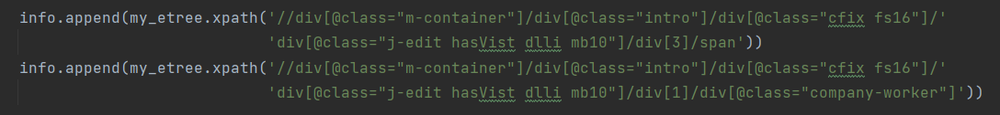 info.append(my_etree.xpath('//div[@class="m-container"]/div[@class="intro"]/div[@class="cfix fs16"]/'
'div[@class="j-edit hasVist dlli mb10"]/div[3]/span'))
info.append(my_etree.xpath('//div[@class="m-container"]/div[@class="intro"]/div[@class="cfix fs16"]/'
'div[@class="j-edit hasVist dlli mb10"]/div[1]/div[@class="company-worker"]'))